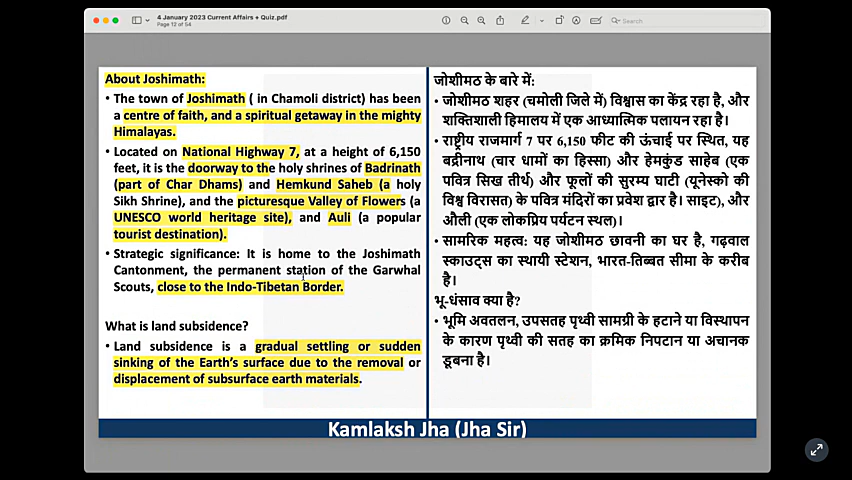 4 January 2023 Current Affairs + Quiz.pdf
Page 12 of 54
Search
About Joshimath:
• The town of Joshimath ( in Chamoli district) has been
a centre of faith, and a spiritual getaway in the mighty
Himalayas.
• Located on National Highway 7, at a height of 6,150
feet, it is the doorway to the holy shrines of Badrinath
(part of Char Dhams) and Hemkund Saheb (a holy
Sikh Shrine), and the picturesque Valley of Flowers (a
UNESCO world heritage site), and Auli (a popular
tourist destination).
• Strategic significance: It is home to the Joshimath
Cantonment, the permanent station of the Garwhal
Scouts, close to the Indo-Tibetan Border.
What is land subsidence?
• Land subsidence is a gradual settling or sudden
sinking of the Earth's surface due to the removal or
displacement of subsurface earth materials.
जोशीमठ के बारे में:
• जोशीमठ शहर (चमोली जिले में) विश्वास का केंद्र रहा है, और
शक्तिशाली हिमालय में एक आध्यात्मिक पलायन रहा है।
• राष्ट्रीय राजमार्ग 7 पर 6,150 फीट की ऊंचाई पर स्थित, यह
बद्रीनाथ (चार धामों का हिस्सा) और हेमकुंड साहेब (एक
पवित्र सिख तीर्थ) और फूलों की सुरम्य घाटी (यूनेस्को की
विश्व विरासत) के पवित्र मंदिरों का प्रवेश द्वार है। साइट), और
औली (एक लोकप्रिय पर्यटन स्थल)।
• सामरिक महत्व: यह जोशीमठ छावनी का घर है, गढ़वाल
स्काउट्स का स्थायी स्टेशन, भारत-तिब्बत सीमा के करीब
है।
भू-धंसाव क्या है?
• भूमि अवतलन, उपसतह पृथ्वी सामग्री के हटाने या विस्थापन
के कारण पृथ्वी की सतह का क्रमिक निपटान या अचानक
डूबना है।
Kamlaksh Jha (Jha Sir)